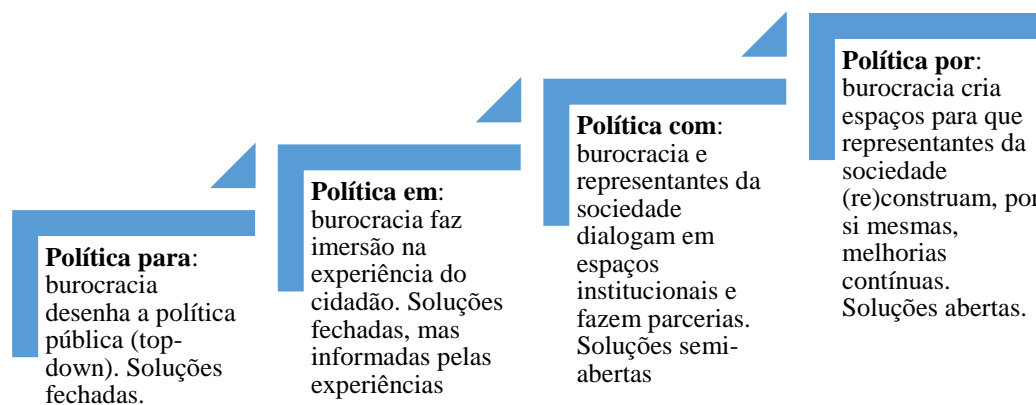 Política para:
burocracia
desenha a política
pública (top-
down). Soluções
fechadas.
Política em:
burocracia faz
imersão na
experiência do
cidadão. Soluções
fechadas, mas
informadas pelas
experiências
Política com:
burocracia e
representantes da
sociedade
dialogam em
espaços
institucionais e
fazem parcerias.
Soluções semi-
abertas
Política por:
burocracia cria
espaços para que
representantes da
sociedade
(re)construam, por
si mesmas,
melhorias
contínuas.
Soluções abertas.